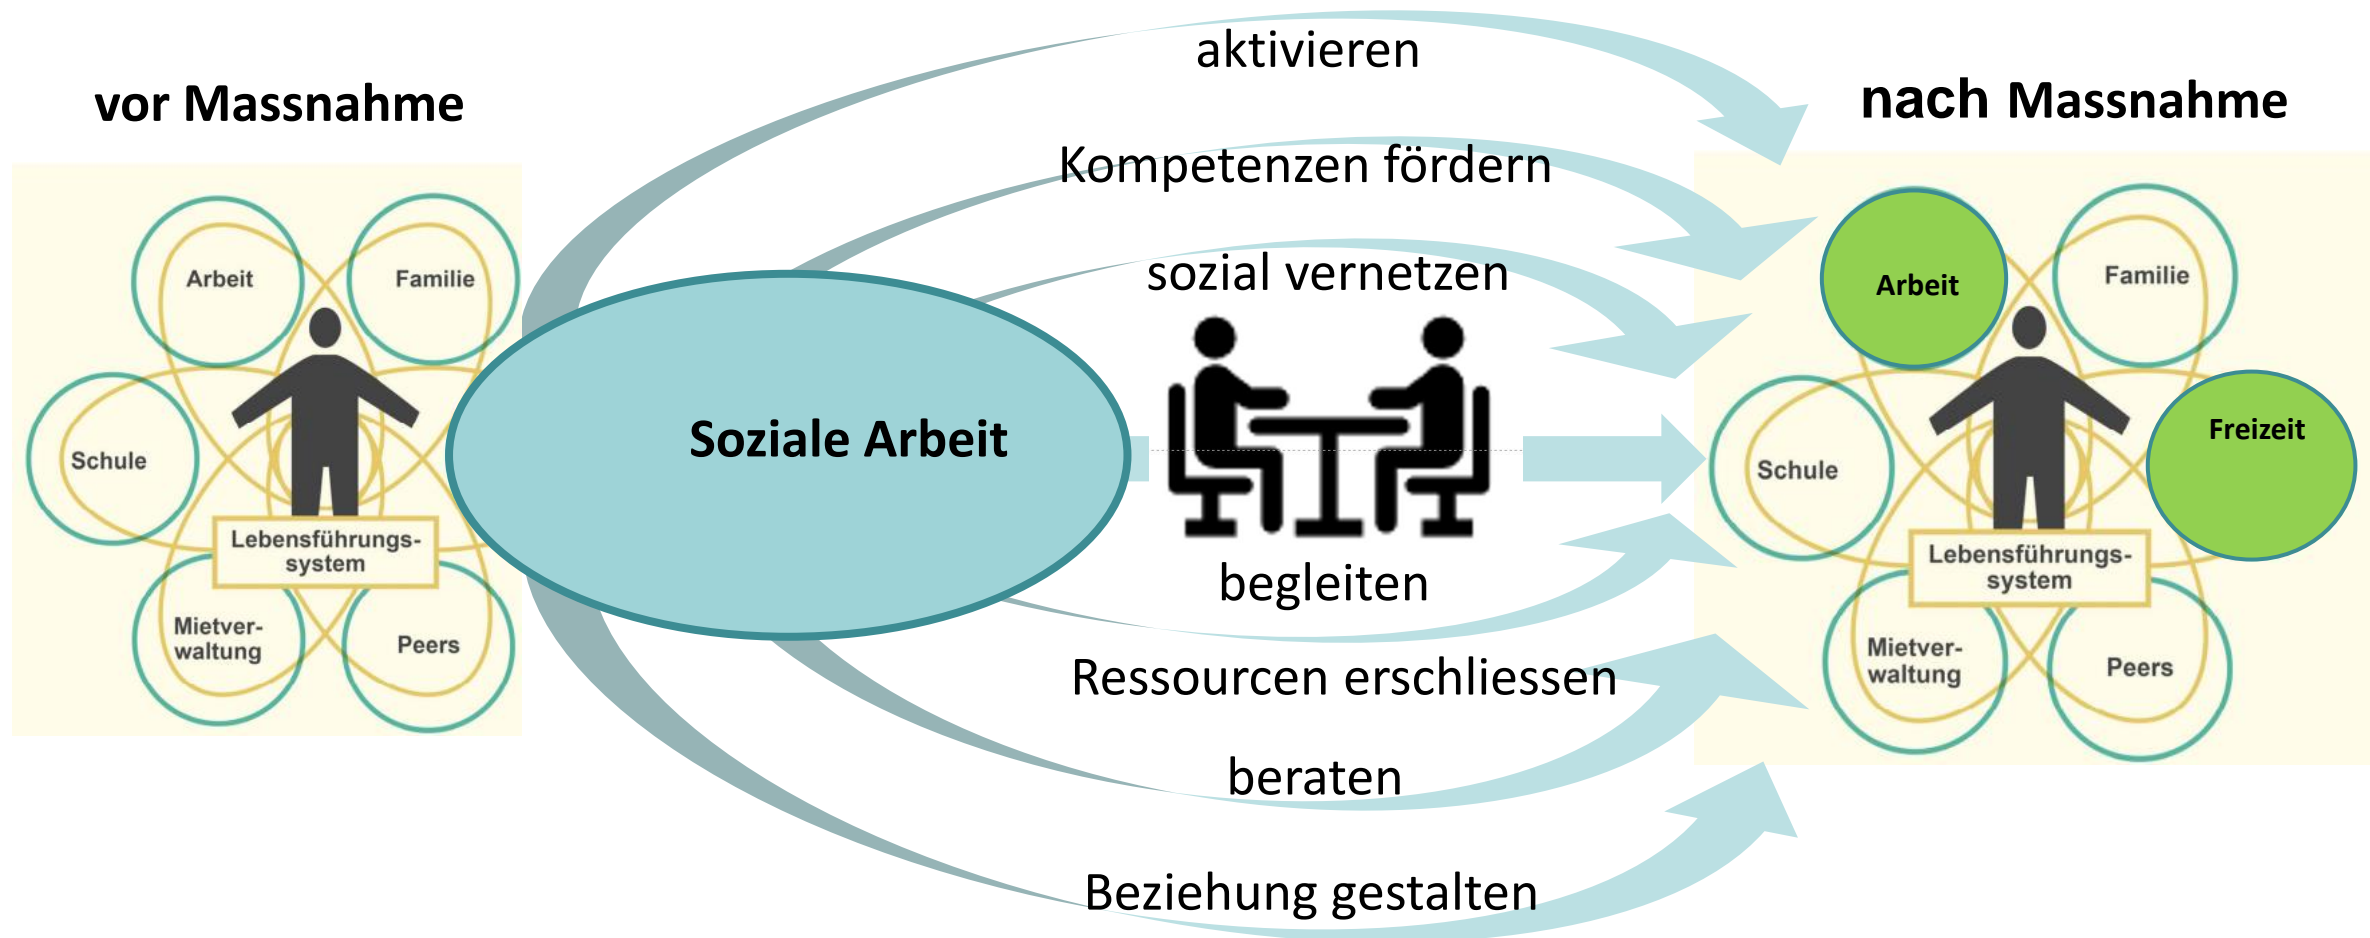 vor Massnahme
Arbeit
Familie
Schule
Lebensführungs-
system
Mietver-
waltung
Peers
Soziale Arbeit
aktivieren
Kompetenzen fördern
sozial vernetzen
begleiten
Ressourcen erschliessen
beraten
Beziehung gestalten
nach Massnahme
Arbeit
Familie
Freizeit
Schule
Lebensführungs-
system
Mietver-
waltung
Peers